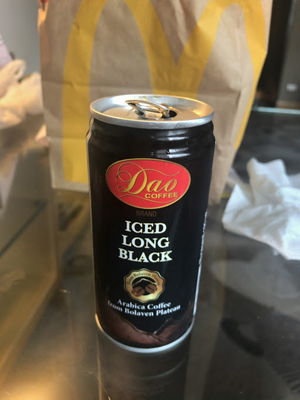 Dao
COFFEE
BRAND
ICED
LONG
BLACK
Arabica Coffee
from Bolaven Plateau